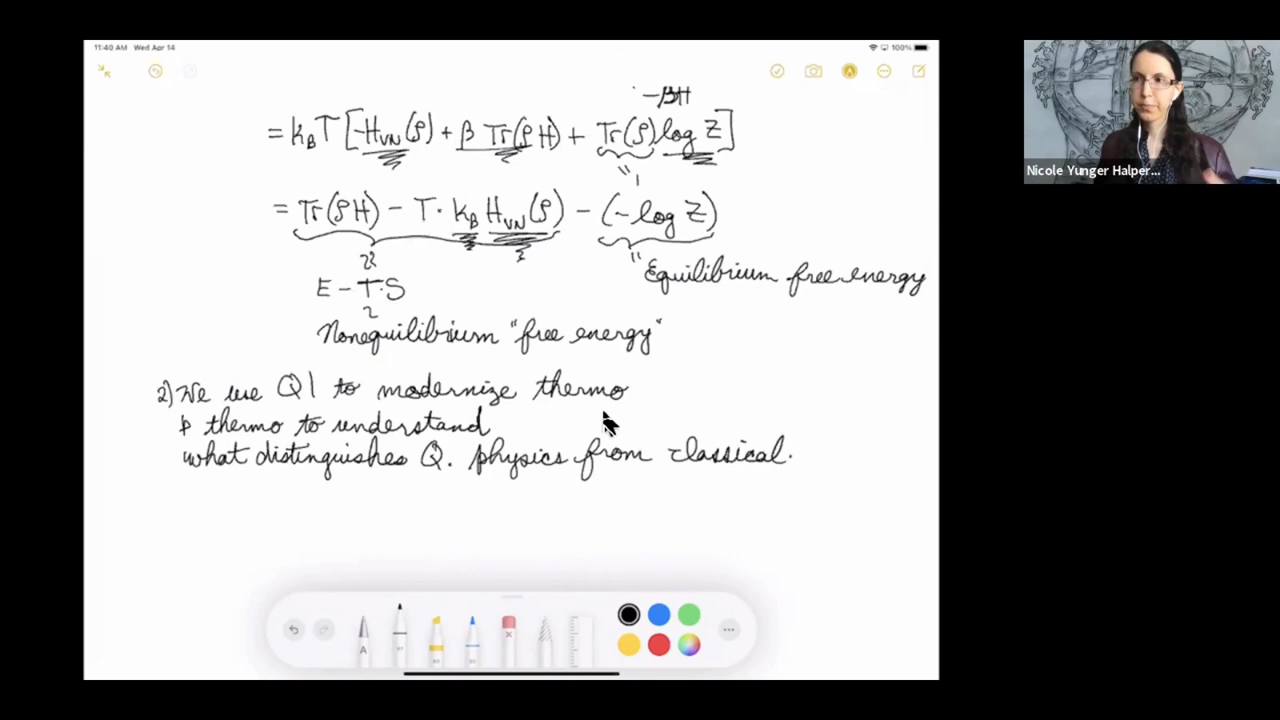 11:40 AM Wed Apr 14
100%
-βH
= k_B T [-H_VN(ρ) + β Tr(ρH) + Tr(ρ) log Z]
" 1
= Tr(ρH) - T · k_B H_VN(ρ) - (-log Z)
" Equilibrium free energy
E - T·S
Nonequilibrium "free energy"
2) We use QI to modernize thermo
& thermo to understand
what distinguishes Q. physics from classical.
Nicole Yunger Halper...
A